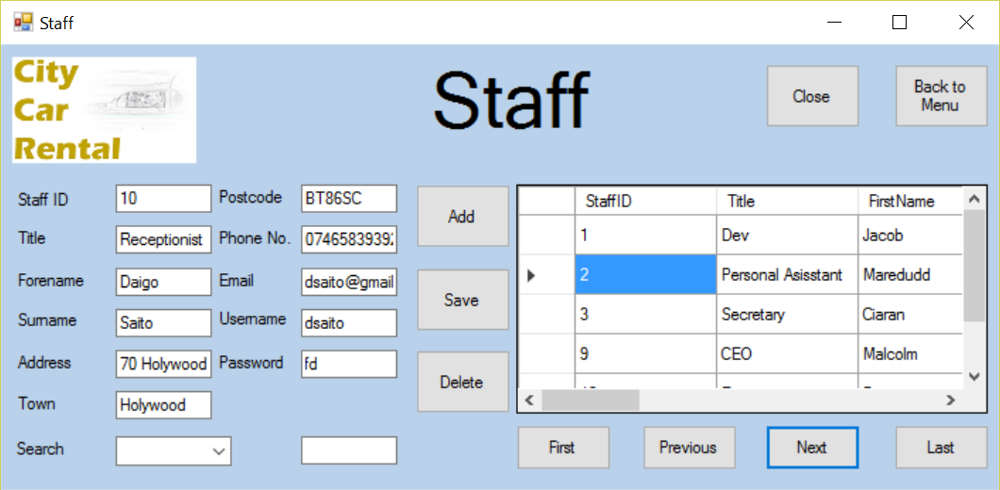 Staff
City
Car
Rental
Staff
Close
Back to
Menu
Staff ID 10 Postcode BT86SC
Title Receptionist Phone No. 0746583939
Forename Daigo Email dsaito@gmail
Surname Saito Username dsaito
Address 70 Holywood Password fd
Town Holywood
Search
Add
Save
Delete
StaffID Title FirstName
1 Dev Jacob
2 Personal Asisstant Maredudd
3 Secretary Ciaran
9 CEO Malcolm
First Previous Next Last